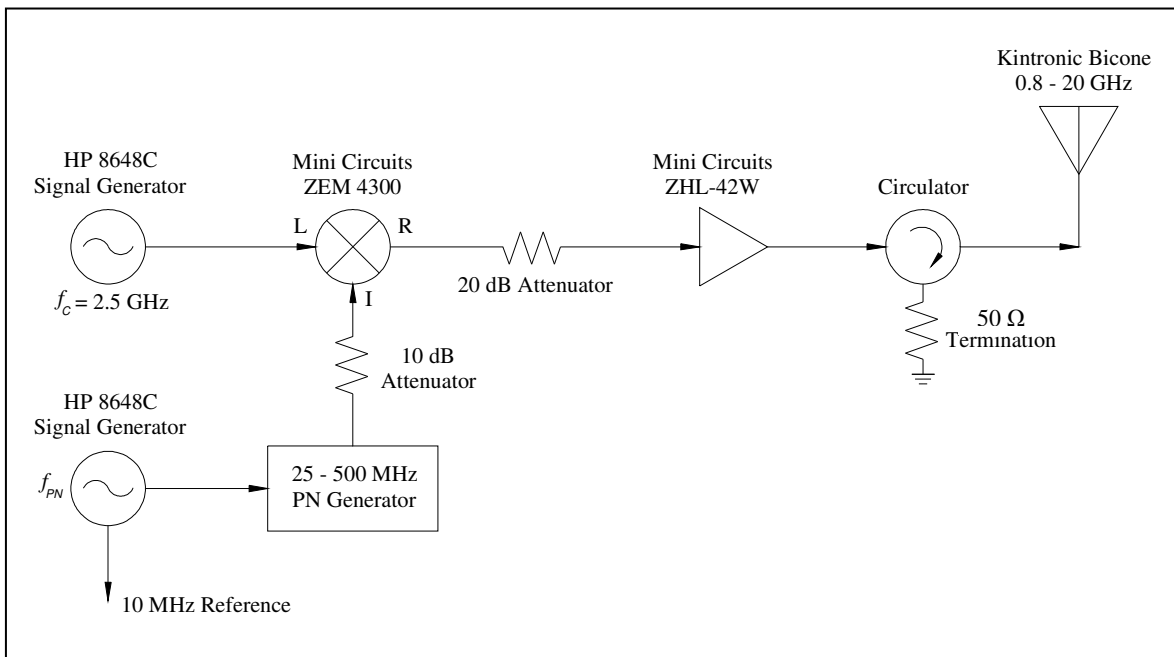 Kintronic Bicone
0.8 - 20 GHz
HP 8648C
Signal Generator
Mini Circuits
ZEM 4300
Mini Circuits
ZHL-42W
Circulator
L
R
I
f_C = 2.5 GHz
20 dB Attenuator
50 Ω
Termination
10 dB
Attenuator
HP 8648C
Signal Generator
f_PN
25 - 500 MHz
PN Generator
10 MHz Reference